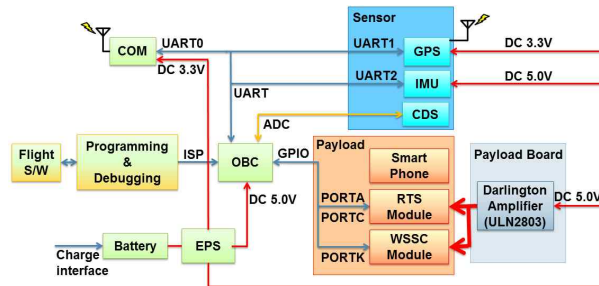 Sensor
COM
UART0
UART1
GPS
DC 3.3V
DC 3.3V
UART2
IMU
DC 5.0V
UART
ADC
CDS
Flight
S/W
Programming
&
Debugging
ISP
OBC
GPIO
Payload
Smart
Phone
Payload Board
PORTA
PORTC
RTS
Module
Darlington
Amplifier
(ULN2803)
DC 5.0V
DC 5.0V
PORTK
WSSC
Module
Battery
EPS
Charge
interface